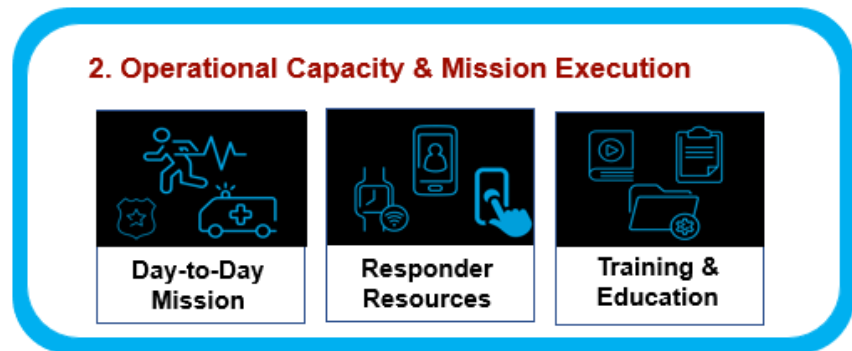 2. Operational Capacity & Mission Execution
Day-to-Day
Mission
Responder
Resources
Training &
Education